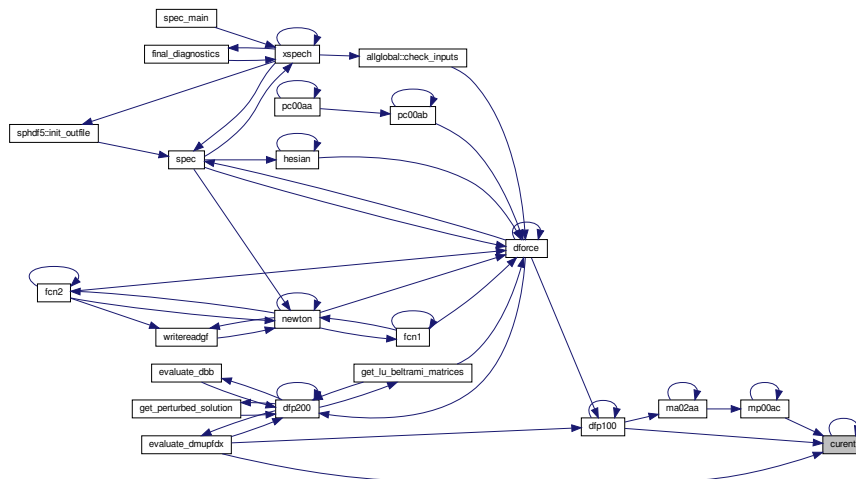 spec_main
final_diagnostics
xspech
allglobal::check_inputs
pc00aa
pc00ab
sphdf5::init_outfile
spec
hesian
dforce
fcn2
newton
writereadgf
fcn1
evaluate_dbb
get_lu_beltrami_matrices
get_perturbed_solution
dfp200
evaluate_dmupfdx
dfp100
ma02aa
mp00ac
curent